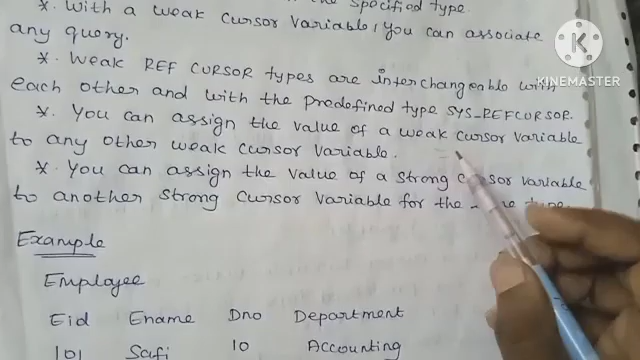 the specified type.
*. With a weak cursor variable, you can associate
any query.
*. Weak REF CURSOR types are interchangeable with
each other and with the predefined type SYS_REFCURSOR.
*. You can assign the value of a weak cursor variable
to any other weak cursor variable.
*. You can assign the value of a strong cursor variable
to another strong cursor variable for the type.
Example
Employee
Eid Ename Dno Department
101 Safi 10 Accounting
K
KINEMASTER